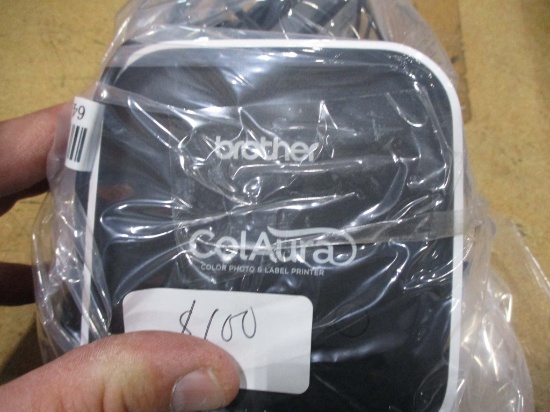 brother
ColAura
COLOR PHOTO & LABEL PRINTER
$100